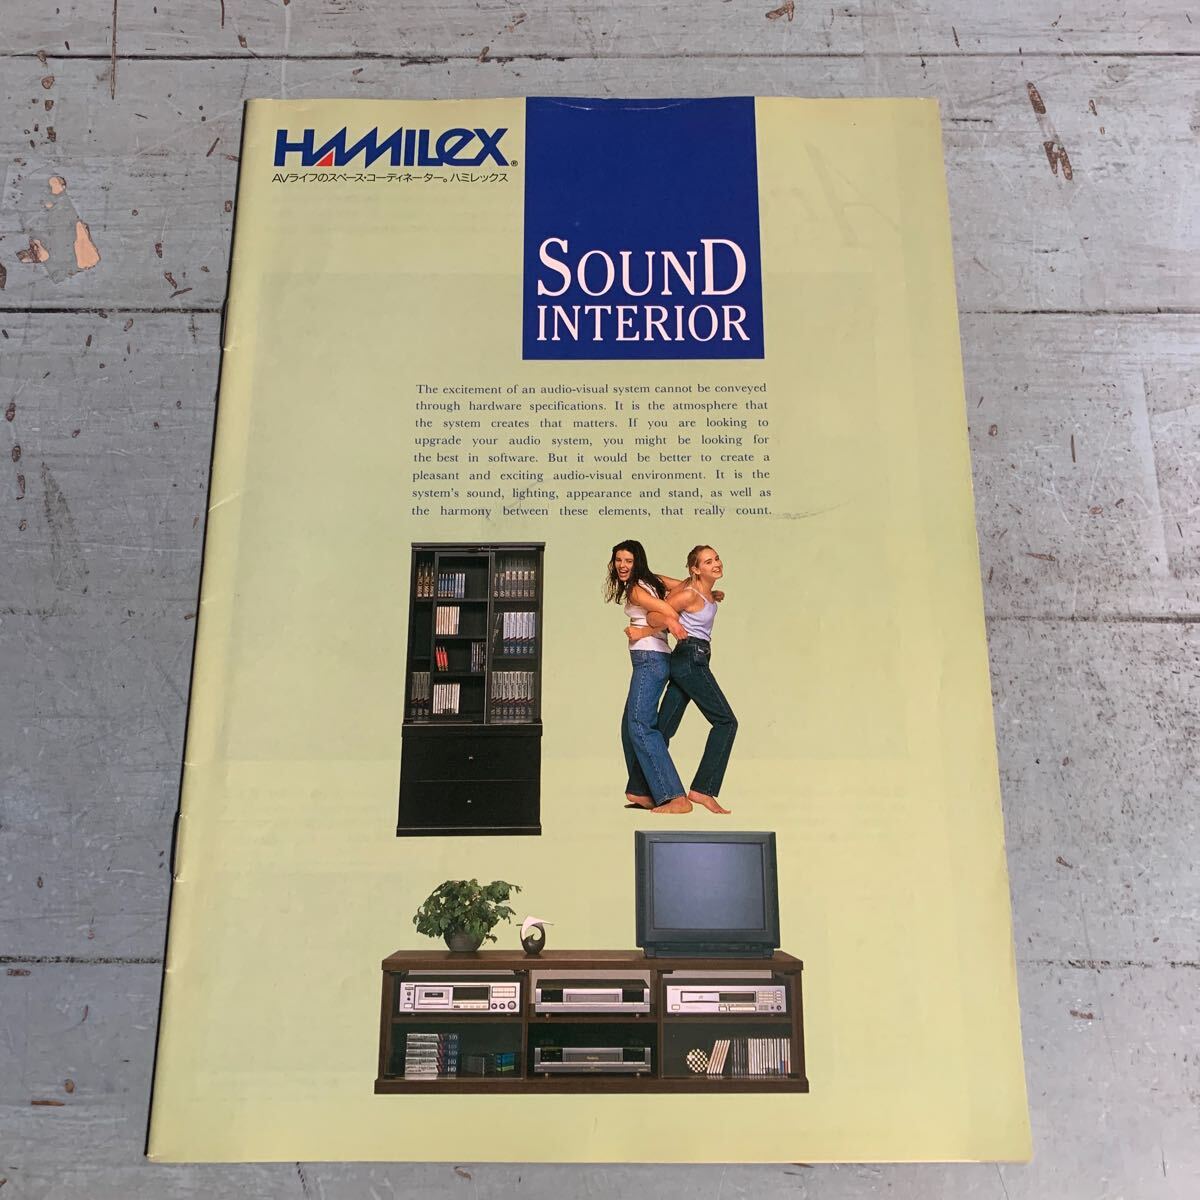 HAMILEX®
AVライフのスペース・コーディネーター。ハミレックス
SOUND
INTERIOR
The excitement of an audio-visual system cannot be conveyed
through hardware specifications. It is the atmosphere that
the system creates that matters. If you are looking to
upgrade your audio system, you might be looking for
the best in software. But it would be better to create a
pleasant and exciting audio-visual environment. It is the
system's sound, lighting, appearance and stand, as well as
the harmony between these elements, that really count.